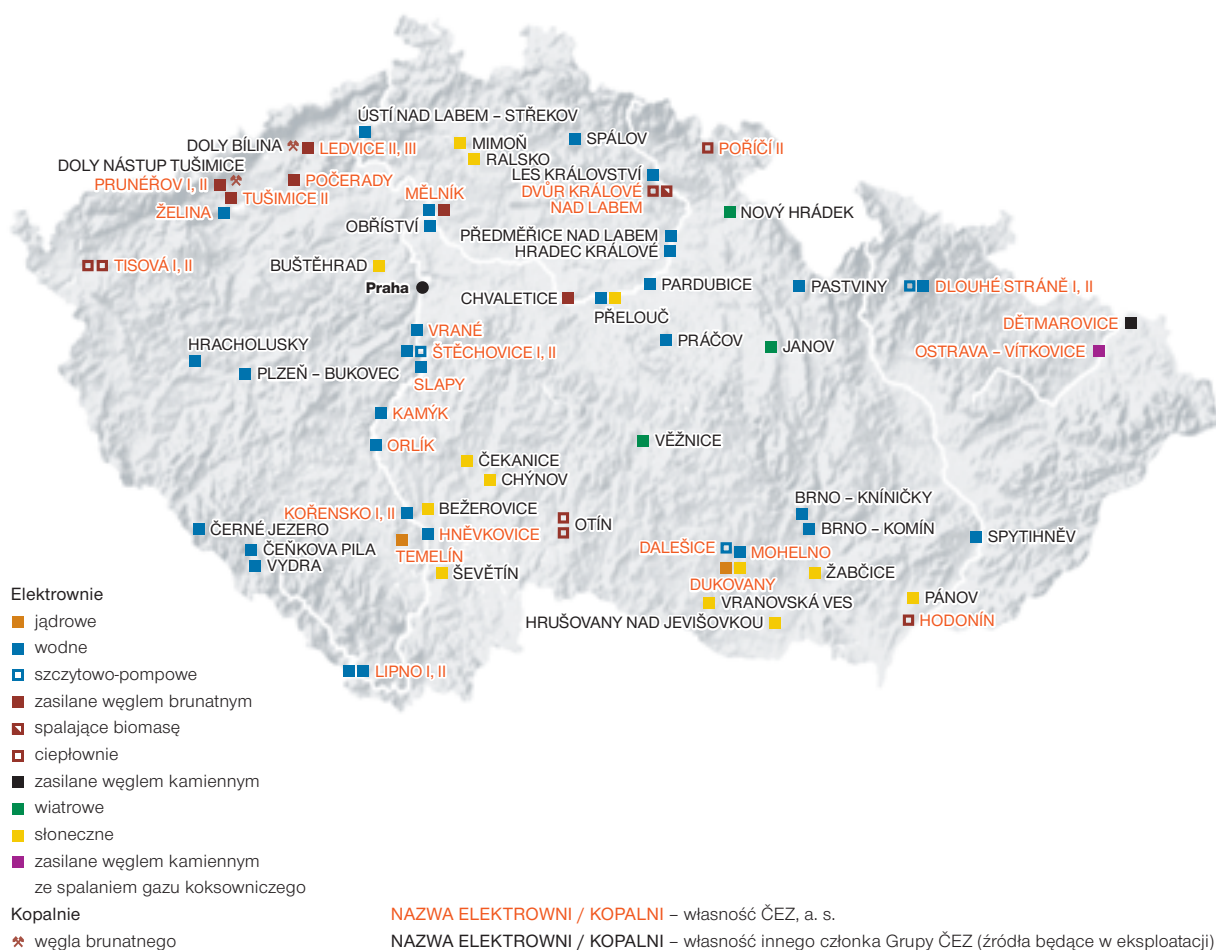 ÚSTÍ NAD LABEM – STŘEKOV
DOLY BÍLINA
LEDVICE II, III
MIMOŇ
RALSKO
SPÁLOV
POŘÍČÍ II
DOLY NÁSTUP TUŠIMICE
PRUNÉŘOV I, II
POČERADY
TUŠIMICE II
ŽELINA
MĚLNÍK
OBŘÍSTVÍ
LES KRÁLOVSTVÍ
DVŮR KRÁLOVÉ
NAD LABEM
NOVÝ HRÁDEK
PŘEDMĚŘICE NAD LABEM
HRADEC KRÁLOVÉ
TISOVÁ I, II
BUŠTĚHRAD
Praha
CHVALETICE
PARDUBICE
PŘELOUČ
PASTVINY
DLOUHÉ STRÁNĚ I, II
DĚTMAROVICE
OSTRAVA – VÍTKOVICE
VRANÉ
HRACHOLUSKY
ŠTĚCHOVICE I, II
PRÁČOV
JANOV
PLZEŇ – BUKOVEC
SLAPY
KAMÝK
ORLÍK
VĚŽNICE
ČEKANICE
CHÝNOV
KOŘENSKO I, II
BEŽEROVICE
OTÍN
BRNO – KNÍNIČKY
BRNO – KOMÍN
ČERNÉ JEZERO
HNĚVKOVICE
SPYTIHNĚV
ČEŇKOVA PILA
VYDRA
TEMELÍN
ŠEVĚTÍN
DALEŠICE
MOHELNO
DUKOVANY
ŽABČICE
VRANOVSKÁ VES
PÁNOV
HRUŠOVANY NAD JEVIŠOVKOU
HODONÍN
LIPNO I, II
Elektrownie
jądrowe
wodne
szczytowo-pompowe
zasilane węglem brunatnym
spalające biomasę
ciepłownie
zasilane węglem kamiennym
wiatrowe
słoneczne
zasilane węglem kamiennym
ze spalaniem gazu koksowniczego
Kopalnie
węgla brunatnego
NAZWA ELEKTROWNI / KOPALNI – własność ČEZ, a. s.
NAZWA ELEKTROWNI / KOPALNI – własność innego członka Grupy ČEZ (źródła będące w eksploatacji)